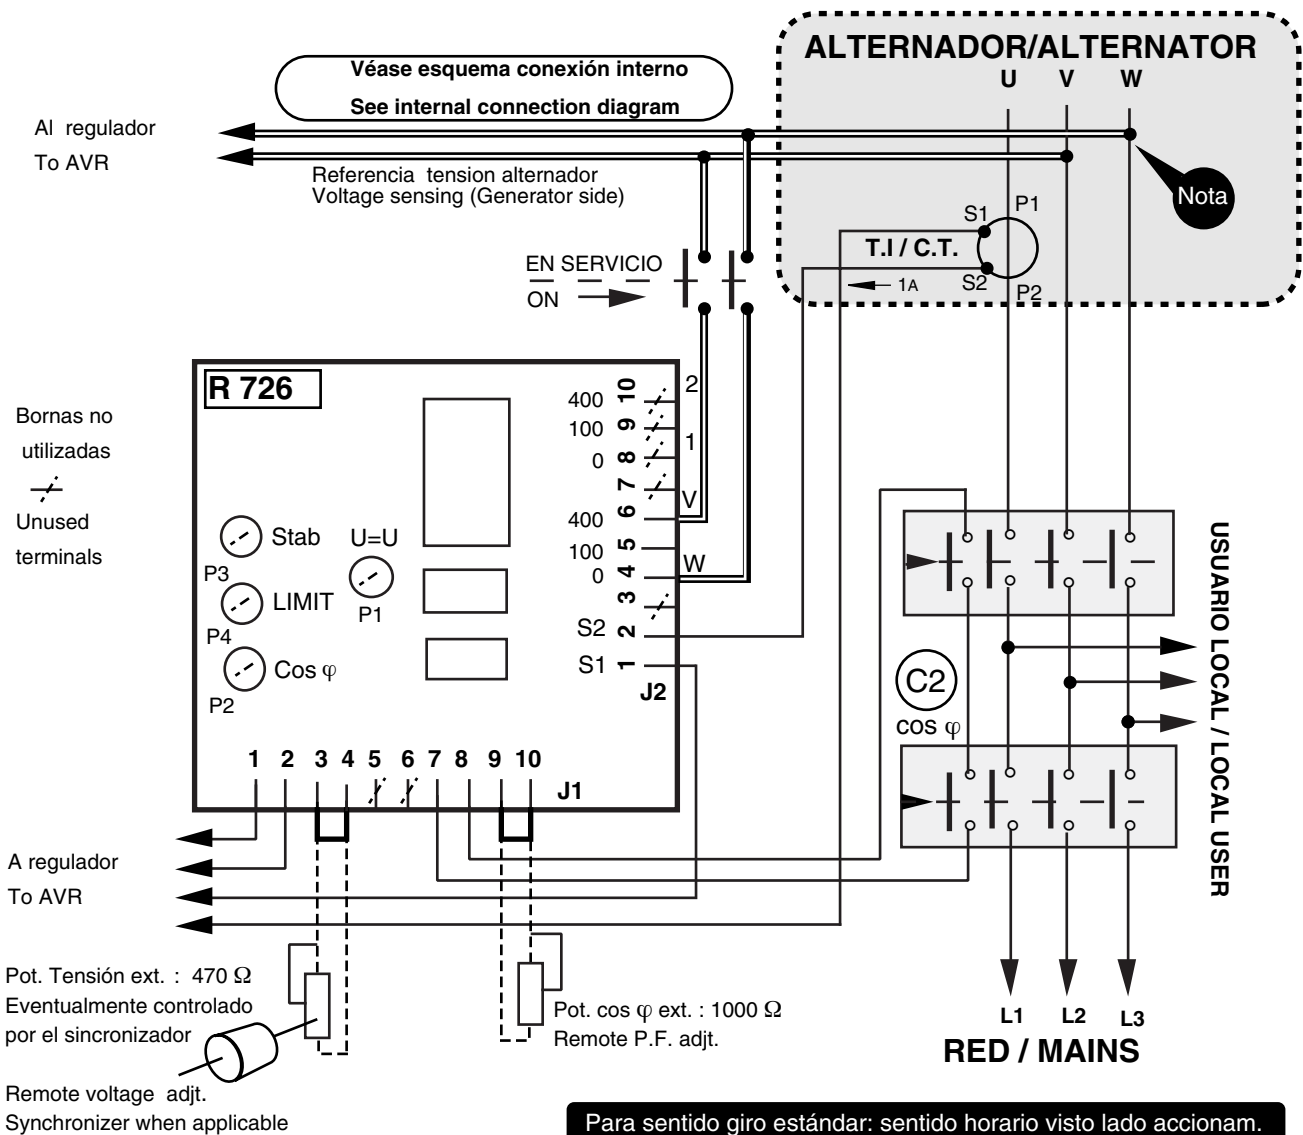 ALTERNADOR/ALTERNATOR
U V W
Véase esquema conexión interno
See internal connection diagram
Al regulador
To AVR
Referencia tension alternador
Voltage sensing (Generator side)
Nota
S1 P1
T.I / C.T.
S2 P2
1A
EN SERVICIO
ON
R 726
Bornas no
utilizadas
Unused
terminals
400 10 2
100 9
0 8 1
7
400 6 V
100 5
0 4 W
3
S2 2
S1 1
J2
Stab
P3
U=U
P1
LIMIT
P4
Cos φ
P2
1 2 3 4 5 6 7 8 9 10
J1
C2
cos φ
USUARIO LOCAL / LOCAL USER
A regulador
To AVR
Pot. Tensión ext. : 470 Ω
Eventualmente controlado
por el sincronizador
Remote voltage adjt.
Synchronizer when applicable
Pot. cos φ ext. : 1000 Ω
Remote P.F. adjt.
L1 L2 L3
RED / MAINS
Para sentido giro estándar: sentido horario visto lado accionam.